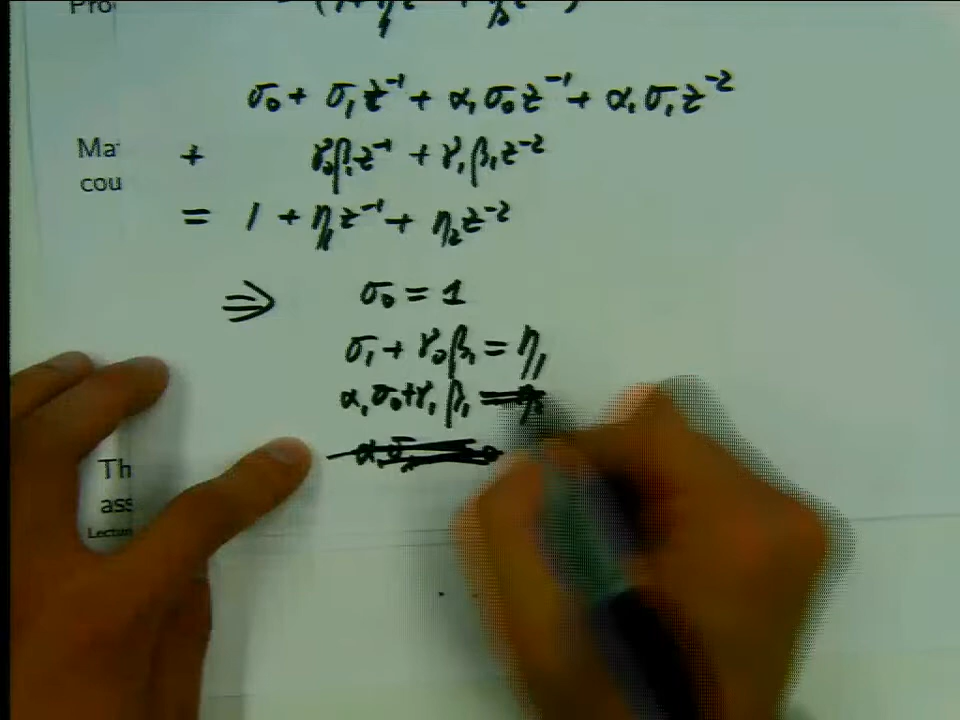 Pro
σ₀ + σ₁z⁻¹ + α₁σ₀z⁻¹ + α₁σ₁z⁻²
Ma
cou
+ γ₀β₁z⁻¹ + γ₁β₁z⁻²
= 1 + η₁z⁻¹ + η₂z⁻²
⇒ σ₀ = 1
σ₁ + γ₀β₁ = η₁
α₁σ₀+γ₁β₁ =
Th
ass
Lectur